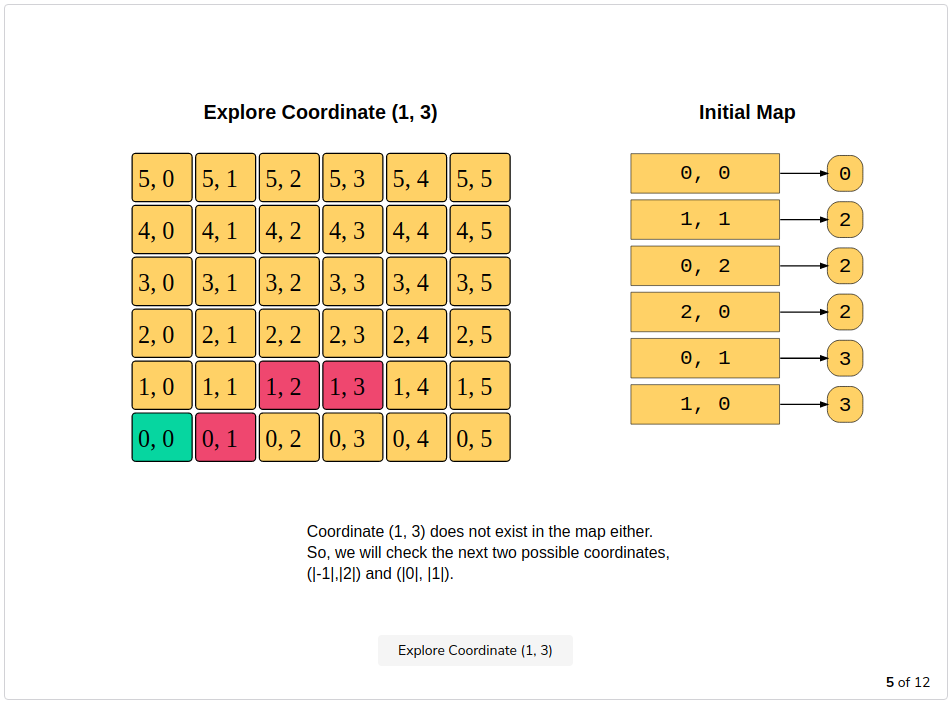 Explore Coordinate (1, 3)
5, 0 5, 1 5, 2 5, 3 5, 4 5, 5
4, 0 4, 1 4, 2 4, 3 4, 4 4, 5
3, 0 3, 1 3, 2 3, 3 3, 4 3, 5
2, 0 2, 1 2, 2 2, 3 2, 4 2, 5
1, 0 1, 1 1, 2 1, 3 1, 4 1, 5
0, 0 0, 1 0, 2 0, 3 0, 4 0, 5
Initial Map
0, 0 0
1, 1 2
0, 2 2
2, 0 2
0, 1 3
1, 0 3
Coordinate (1, 3) does not exist in the map either.
So, we will check the next two possible coordinates,
(|-1|,|2|) and (|0|, |1|).
Explore Coordinate (1, 3)
5 of 12